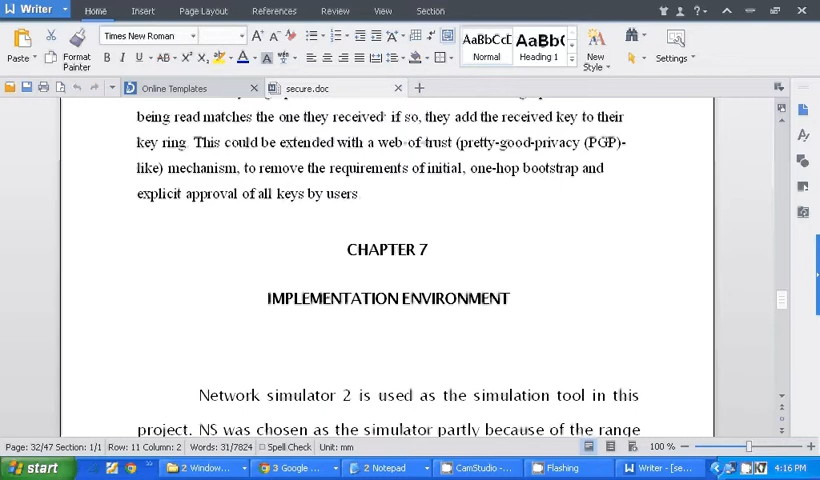 Writer
Home Insert Page Layout References Review View Section
Times New Roman
AaBbCcD AaBbC
Paste Format Painter B I U AB Normal Heading 1 New Style Settings
Online Templates secure.doc
being read matches the one they received; if so, they add the received key to their
key ring. This could be extended with a web-of-trust (pretty-good-privacy (PGP)-
like) mechanism, to remove the requirements of initial, one-hop bootstrap and
explicit approval of all keys by users.
CHAPTER 7
IMPLEMENTATION ENVIRONMENT
Network simulator 2 is used as the simulation tool in this
project. NS was chosen as the simulator partly because of the range
Page: 32/47 Section: 1/1 Row: 11 Column: 2 Words: 31/7824 Spell Check Unit: mm 100 %
start 2 Window... 3 Google ... 2 Notepad CamStudio -... Flashing Writer - [se... 4:16 PM